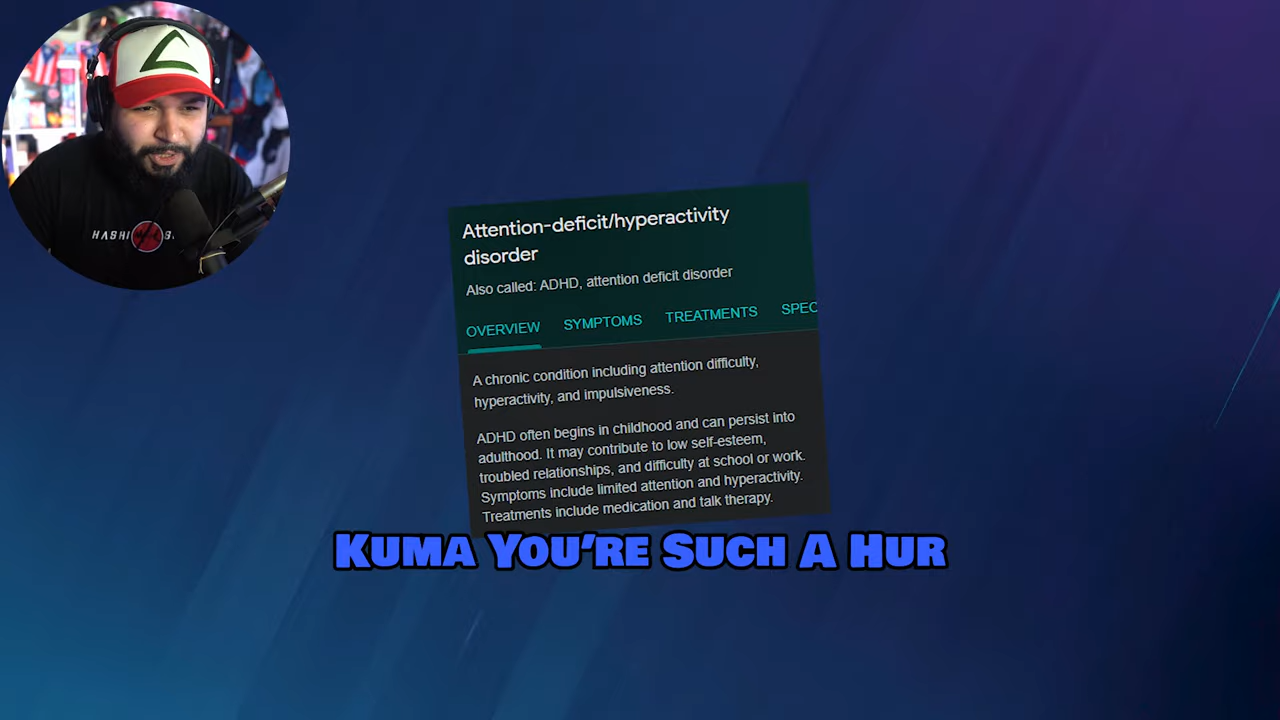 HASHI
S.
Attention-deficit/hyperactivity
disorder
Also called: ADHD, attention deficit disorder
OVERVIEW SYMPTOMS TREATMENTS SPEC
A chronic condition including attention difficulty,
hyperactivity, and impulsiveness.
ADHD often begins in childhood and can persist into
adulthood. It may contribute to low self-esteem,
troubled relationships, and difficulty at school or work.
Symptoms include limited attention and hyperactivity.
Treatments include medication and talk therapy.
KUMA YOU'RE SUCH A HUR